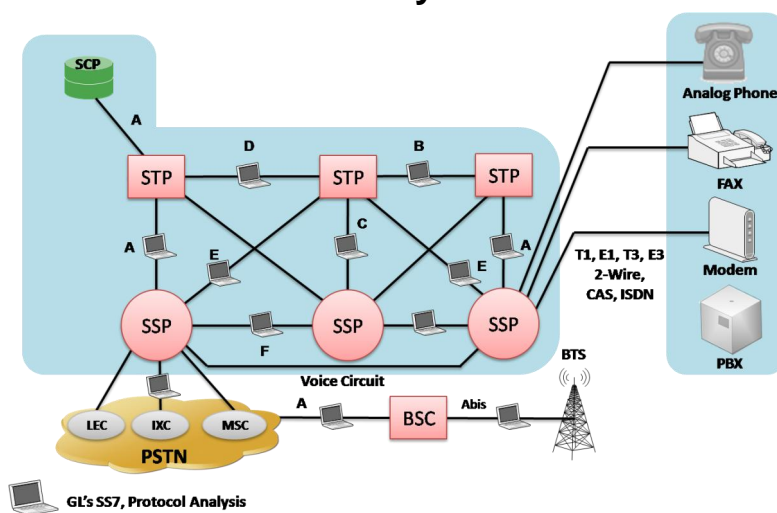 SCP
A
D
B
STP
STP
STP
A
E
C
E
A
SSP
SSP
SSP
F
Voice Circuit
Analog Phone
FAX
T1, E1, T3, E3
2-Wire,
CAS, ISDN
Modem
PBX
BTS
LEC
IXC
MSC
PSTN
A
BSC
Abis
GL's SS7, Protocol Analysis